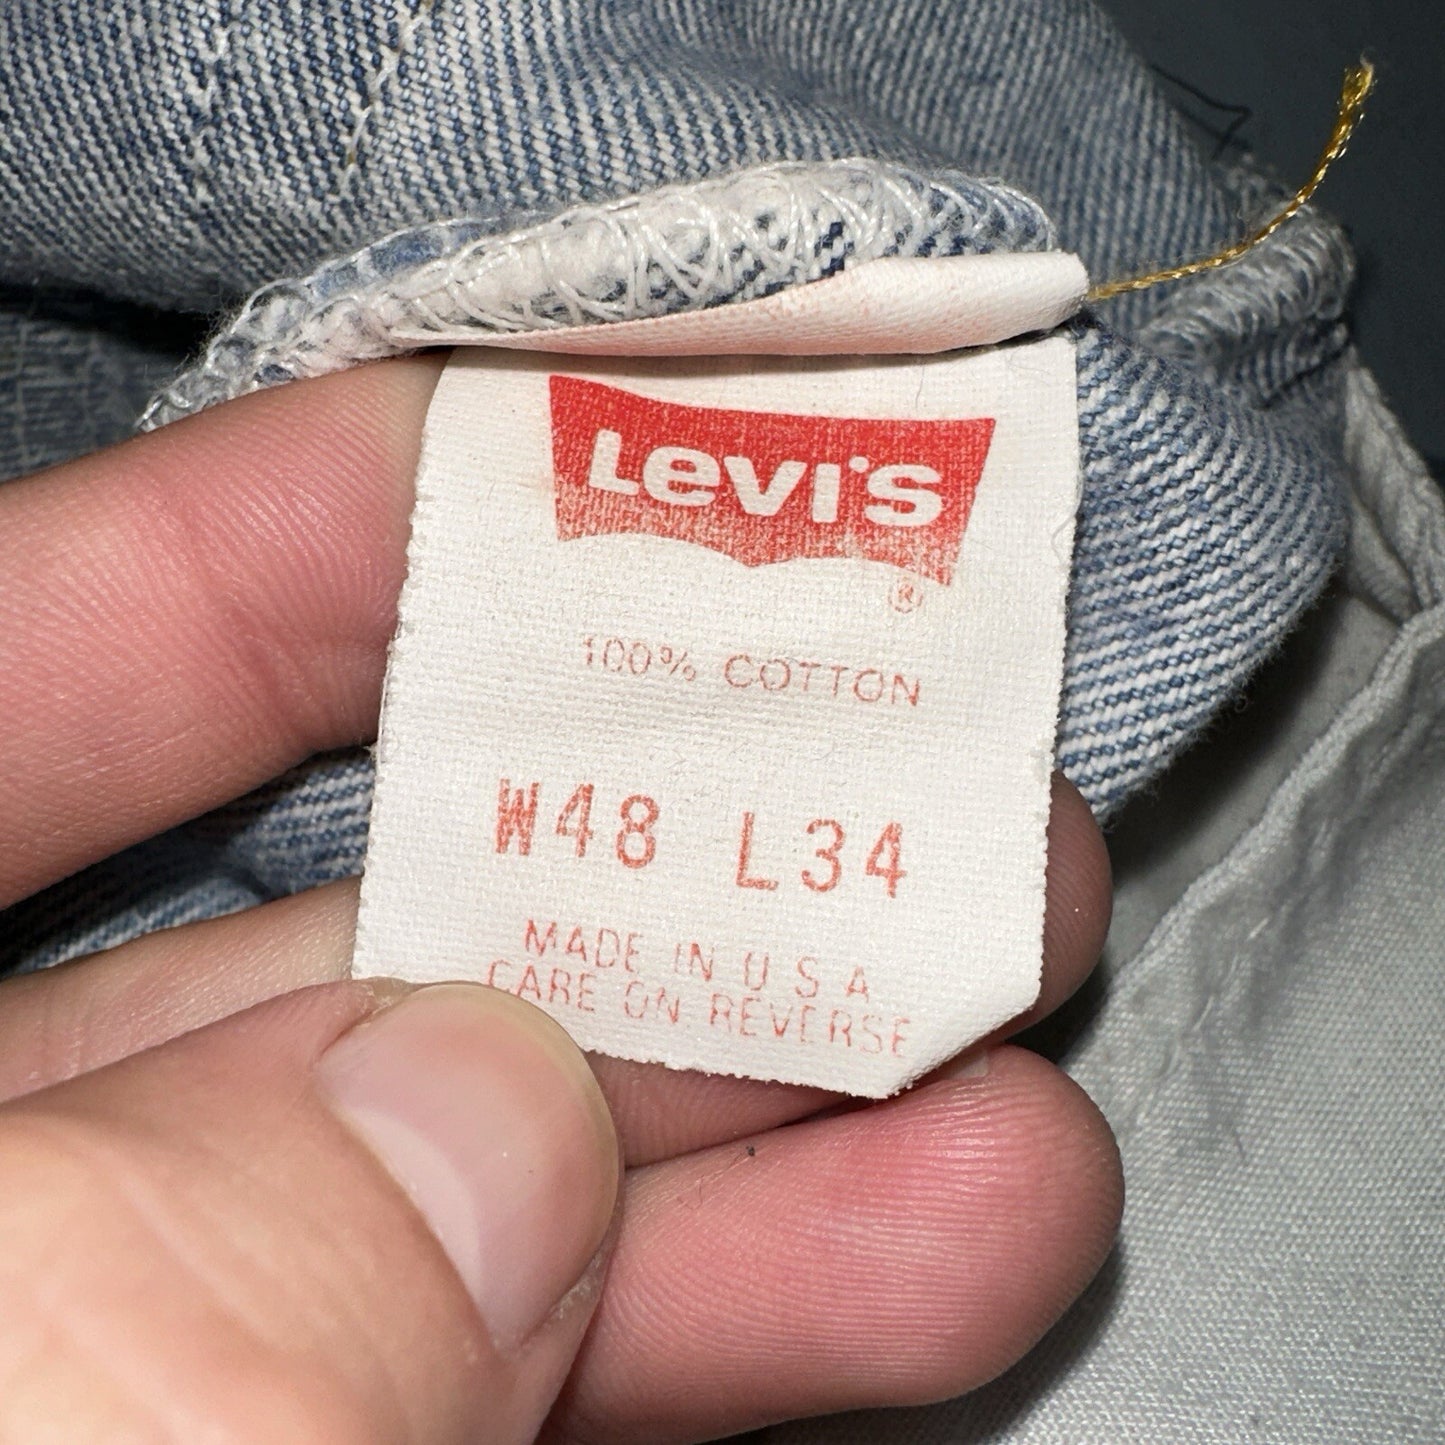 Levi's
®
100% COTTON
W48 L34
MADE IN U S A
CARE ON REVERSE